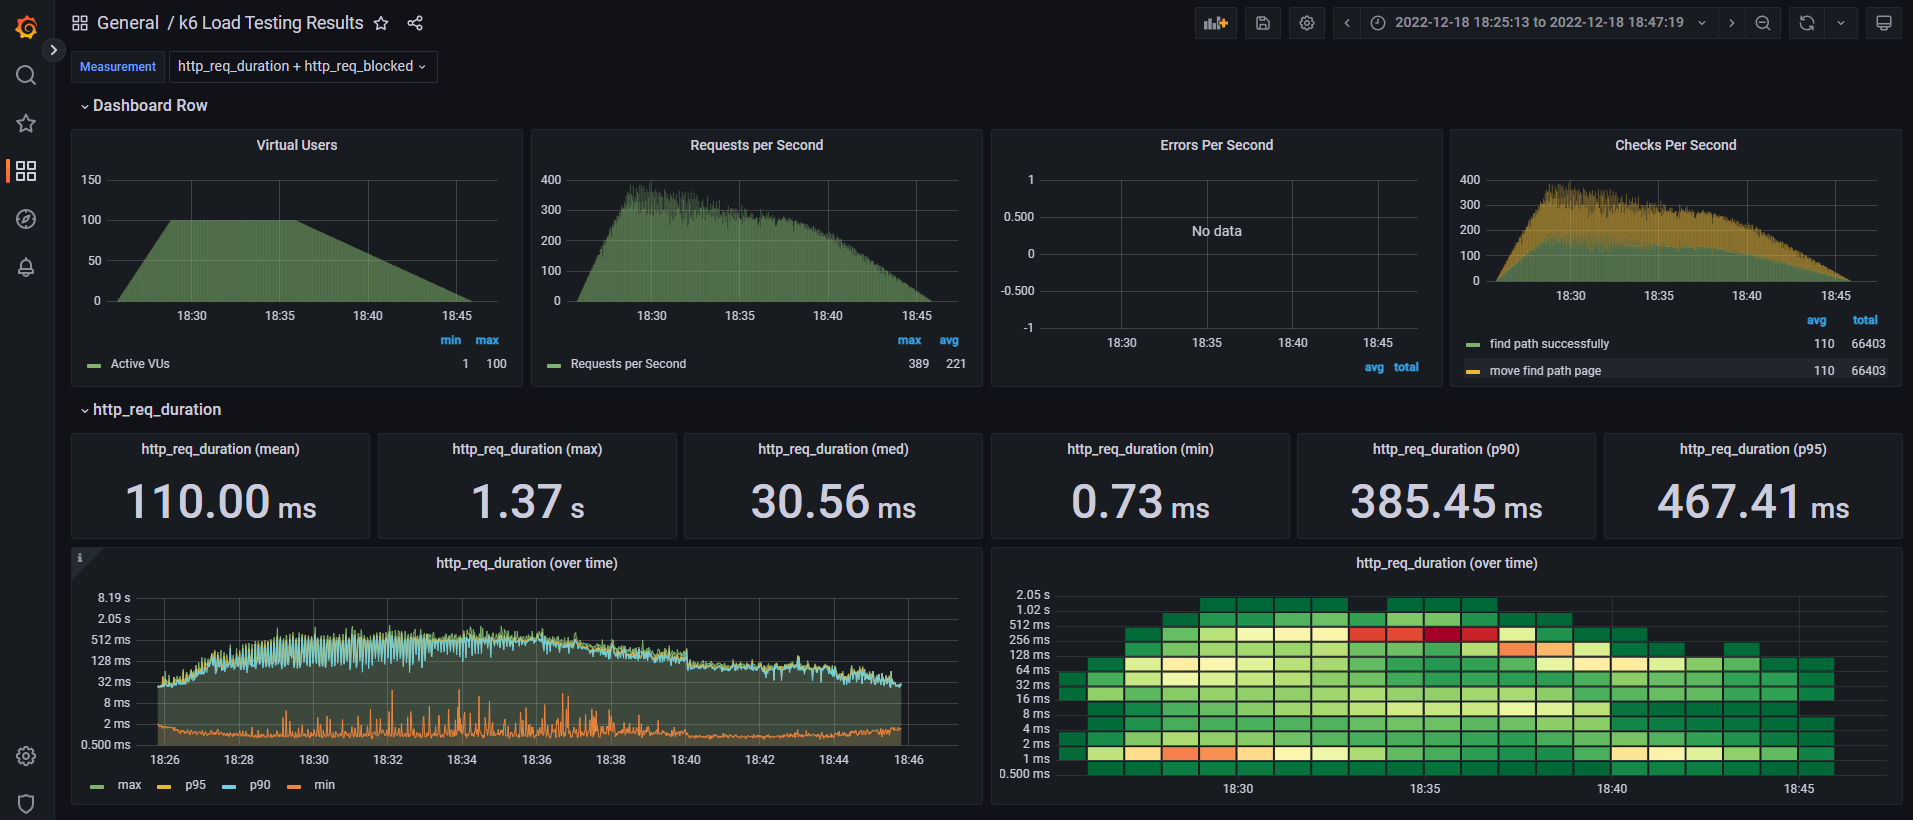 General / k6 Load Testing Results
2022-12-18 18:25:13 to 2022-12-18 18:47:19
Measurement
http_req_duration + http_req_blocked
Dashboard Row
Virtual Users
150
100
50
0
18:30 18:35 18:40 18:45
min max
Active VUs 1 100
Requests per Second
400
300
200
100
0
18:30 18:35 18:40 18:45
max avg
Requests per Second 389 221
Errors Per Second
1
0.500
0
-0.500
-1
No data
18:30 18:35 18:40 18:45
avg total
Checks Per Second
400
300
200
100
0
18:30 18:35 18:40 18:45
avg total
find path successfully 110 66403
move find path page 110 66403
http_req_duration
http_req_duration (mean)
110.00 ms
http_req_duration (max)
1.37 s
http_req_duration (med)
30.56 ms
http_req_duration (min)
0.73 ms
http_req_duration (p90)
385.45 ms
http_req_duration (p95)
467.41 ms
i
http_req_duration (over time)
8.19 s
2.05 s
512 ms
128 ms
32 ms
8 ms
2 ms
0.500 ms
18:26 18:28 18:30 18:32 18:34 18:36 18:38 18:40 18:42 18:44 18:46
max p95 p90 min
http_req_duration (over time)
2.05 s
1.02 s
512 ms
256 ms
128 ms
64 ms
32 ms
16 ms
8 ms
4 ms
2 ms
1 ms
0.500 ms
18:30 18:35 18:40 18:45